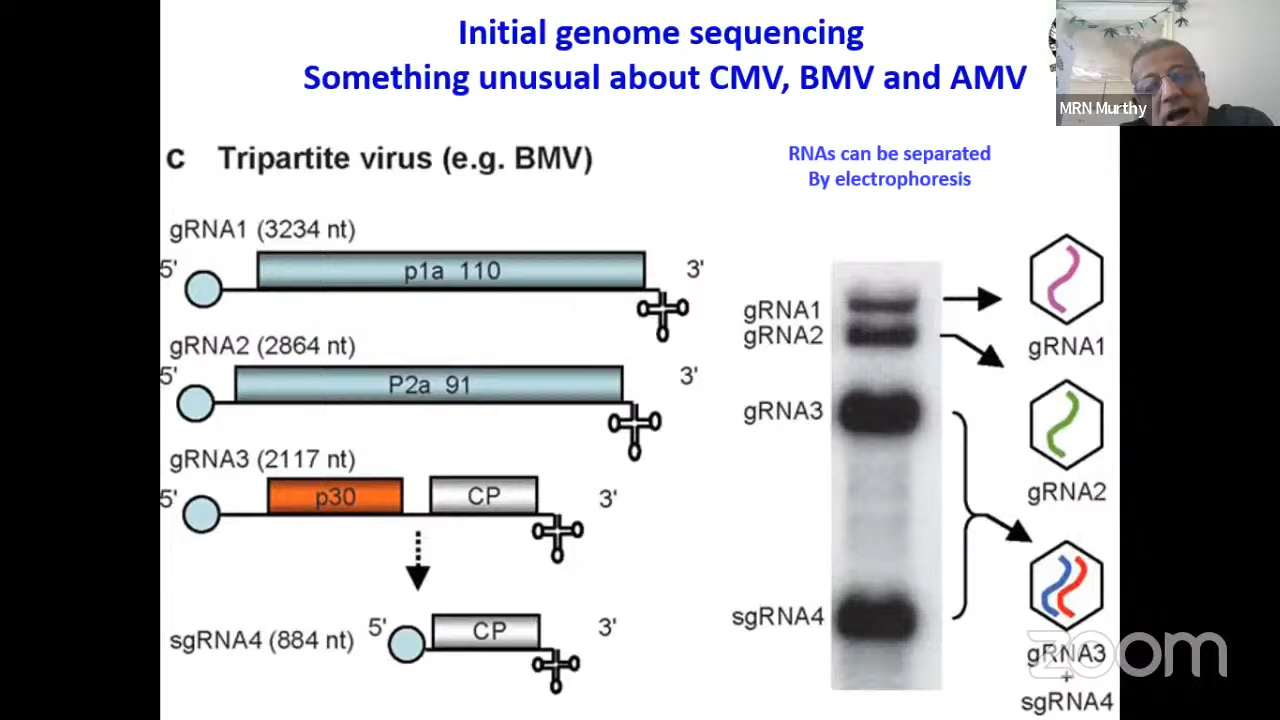 Initial genome sequencing
Something unusual about CMV, BMV and AMV
MRN Murthy
C Tripartite virus (e.g. BMV)
RNAs can be separated
By electrophoresis
gRNA1 (3234 nt)
5'
p1a 110
3'
gRNA2 (2864 nt)
5'
P2a 91
3'
gRNA3 (2117 nt)
5'
p30
CP
3'
sgRNA4 (884 nt)
5'
CP
3'
gRNA1
gRNA2
gRNA3
sgRNA4
gRNA1
gRNA2
gRNA3
+
sgRNA4
zoom